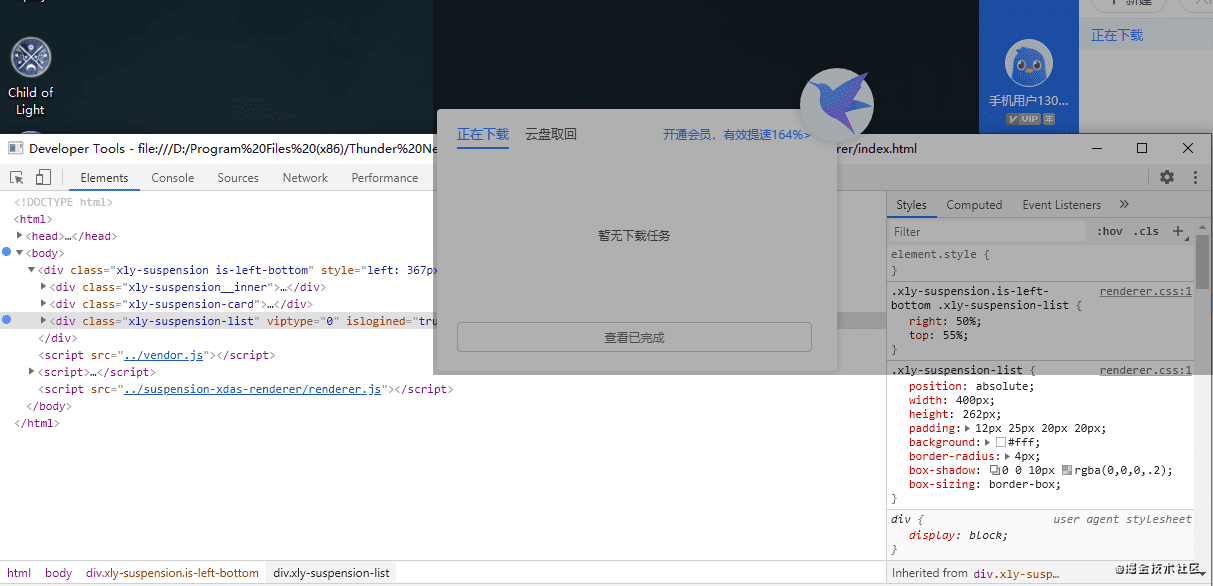 新建
正在下载
Child of
Light
手机用户130...
VIP 年
正在下载 云盘取回 开通会员，有效提速164%>
暂无下载任务
查看已完成
Developer Tools - file:///D:/Program%20Files%20(x86)/Thunder%20Ne
rer/index.html
Elements Console Sources Network Performance
<!DOCTYPE html>
<html>
<head>…</head>
<body>
<div class="xly-suspension is-left-bottom" style="left: 367px
<div class="xly-suspension__inner">…</div>
<div class="xly-suspension-card">…</div>
<div class="xly-suspension-list" viptype="0" islogined="tru
</div>
<script src="../vendor.js"></script>
<script>…</script>
<script src="../suspension-xdas-renderer/renderer.js"></script>
</body>
</html>
Styles Computed Event Listeners »
Filter :hov .cls +
element.style {
}
.xly-suspension.is-left- renderer.css:1
bottom .xly-suspension-list {
right: 50%;
top: 55%;
}
.xly-suspension-list { renderer.css:1
position: absolute;
width: 400px;
height: 262px;
padding: 12px 25px 20px 20px;
background: #fff;
border-radius: 4px;
box-shadow: 0 0 10px rgba(0,0,0,.2);
box-sizing: border-box;
}
div { user agent stylesheet
display: block;
}
Inherited from div.xly-susp…
html body div.xly-suspension.is-left-bottom div.xly-suspension-list
@掘金技术社区